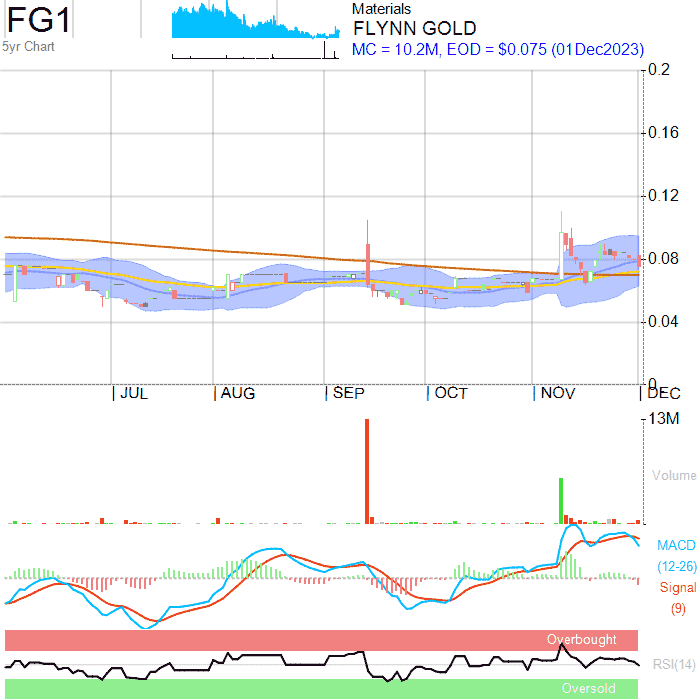 FG1
5yr Chart
Materials
FLYNN GOLD
MC = 10.2M, EOD = $0.075 (01Dec2023)
0.2
0.16
0.12
0.08
0.04
0
JUL AUG SEP OCT NOV DEC
13M
Volume
MACD
(12-26)
Signal
(9)
Overbought
RSI(14)
Oversold